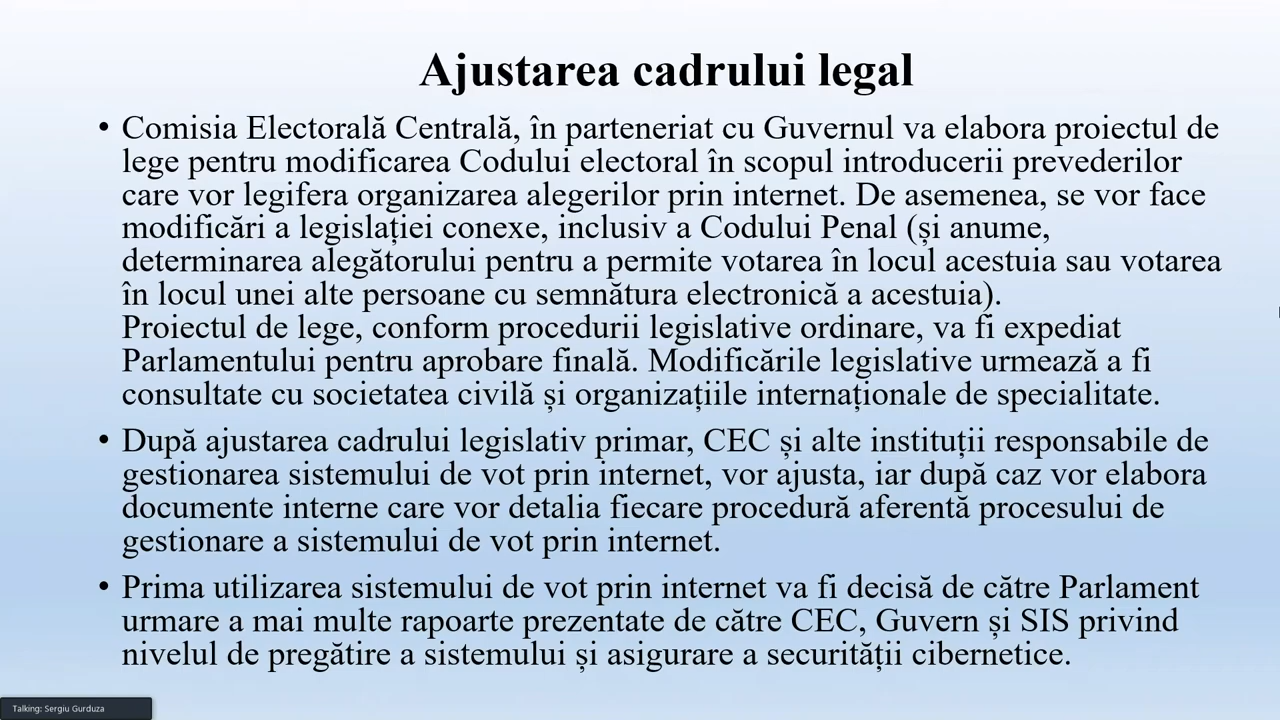 Ajustarea cadrului legal
• Comisia Electorală Centrală, în parteneriat cu Guvernul va elabora proiectul de
lege pentru modificarea Codului electoral în scopul introducerii prevederilor
care vor legifera organizarea alegerilor prin internet. De asemenea, se vor face
modificări a legislației conexe, inclusiv a Codului Penal (și anume,
determinarea alegătorului pentru a permite votarea în locul acestuia sau votarea
în locul unei alte persoane cu semnătura electronică a acestuia).
Proiectul de lege, conform procedurii legislative ordinare, va fi expediat
Parlamentului pentru aprobare finală. Modificările legislative urmează a fi
consultate cu societatea civilă și organizațiile internaționale de specialitate.
• După ajustarea cadrului legislativ primar, CEC și alte instituții responsabile de
gestionarea sistemului de vot prin internet, vor ajusta, iar după caz vor elabora
documente interne care vor detalia fiecare procedură aferentă procesului de
gestionare a sistemului de vot prin internet.
• Prima utilizarea sistemului de vot prin internet va fi decisă de către Parlament
urmare a mai multe rapoarte prezentate de către CEC, Guvern și SIS privind
nivelul de pregătire a sistemului și asigurare a securității cibernetice.
Talking: Sergiu Gurduza